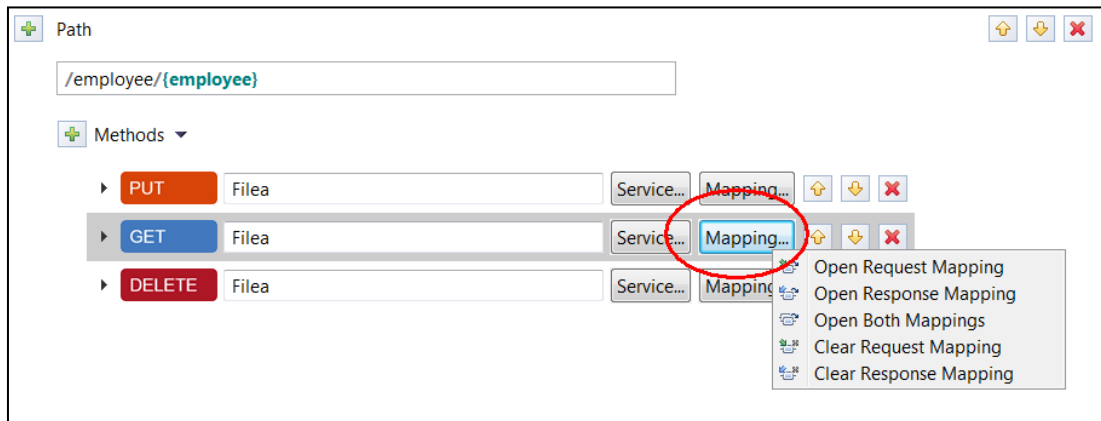 Path
/employee/{employee}
Methods
PUT Filea Service... Mapping...
GET Filea Service... Mapping...
DELETE Filea Service... Mapping
Open Request Mapping
Open Response Mapping
Open Both Mappings
Clear Request Mapping
Clear Response Mapping